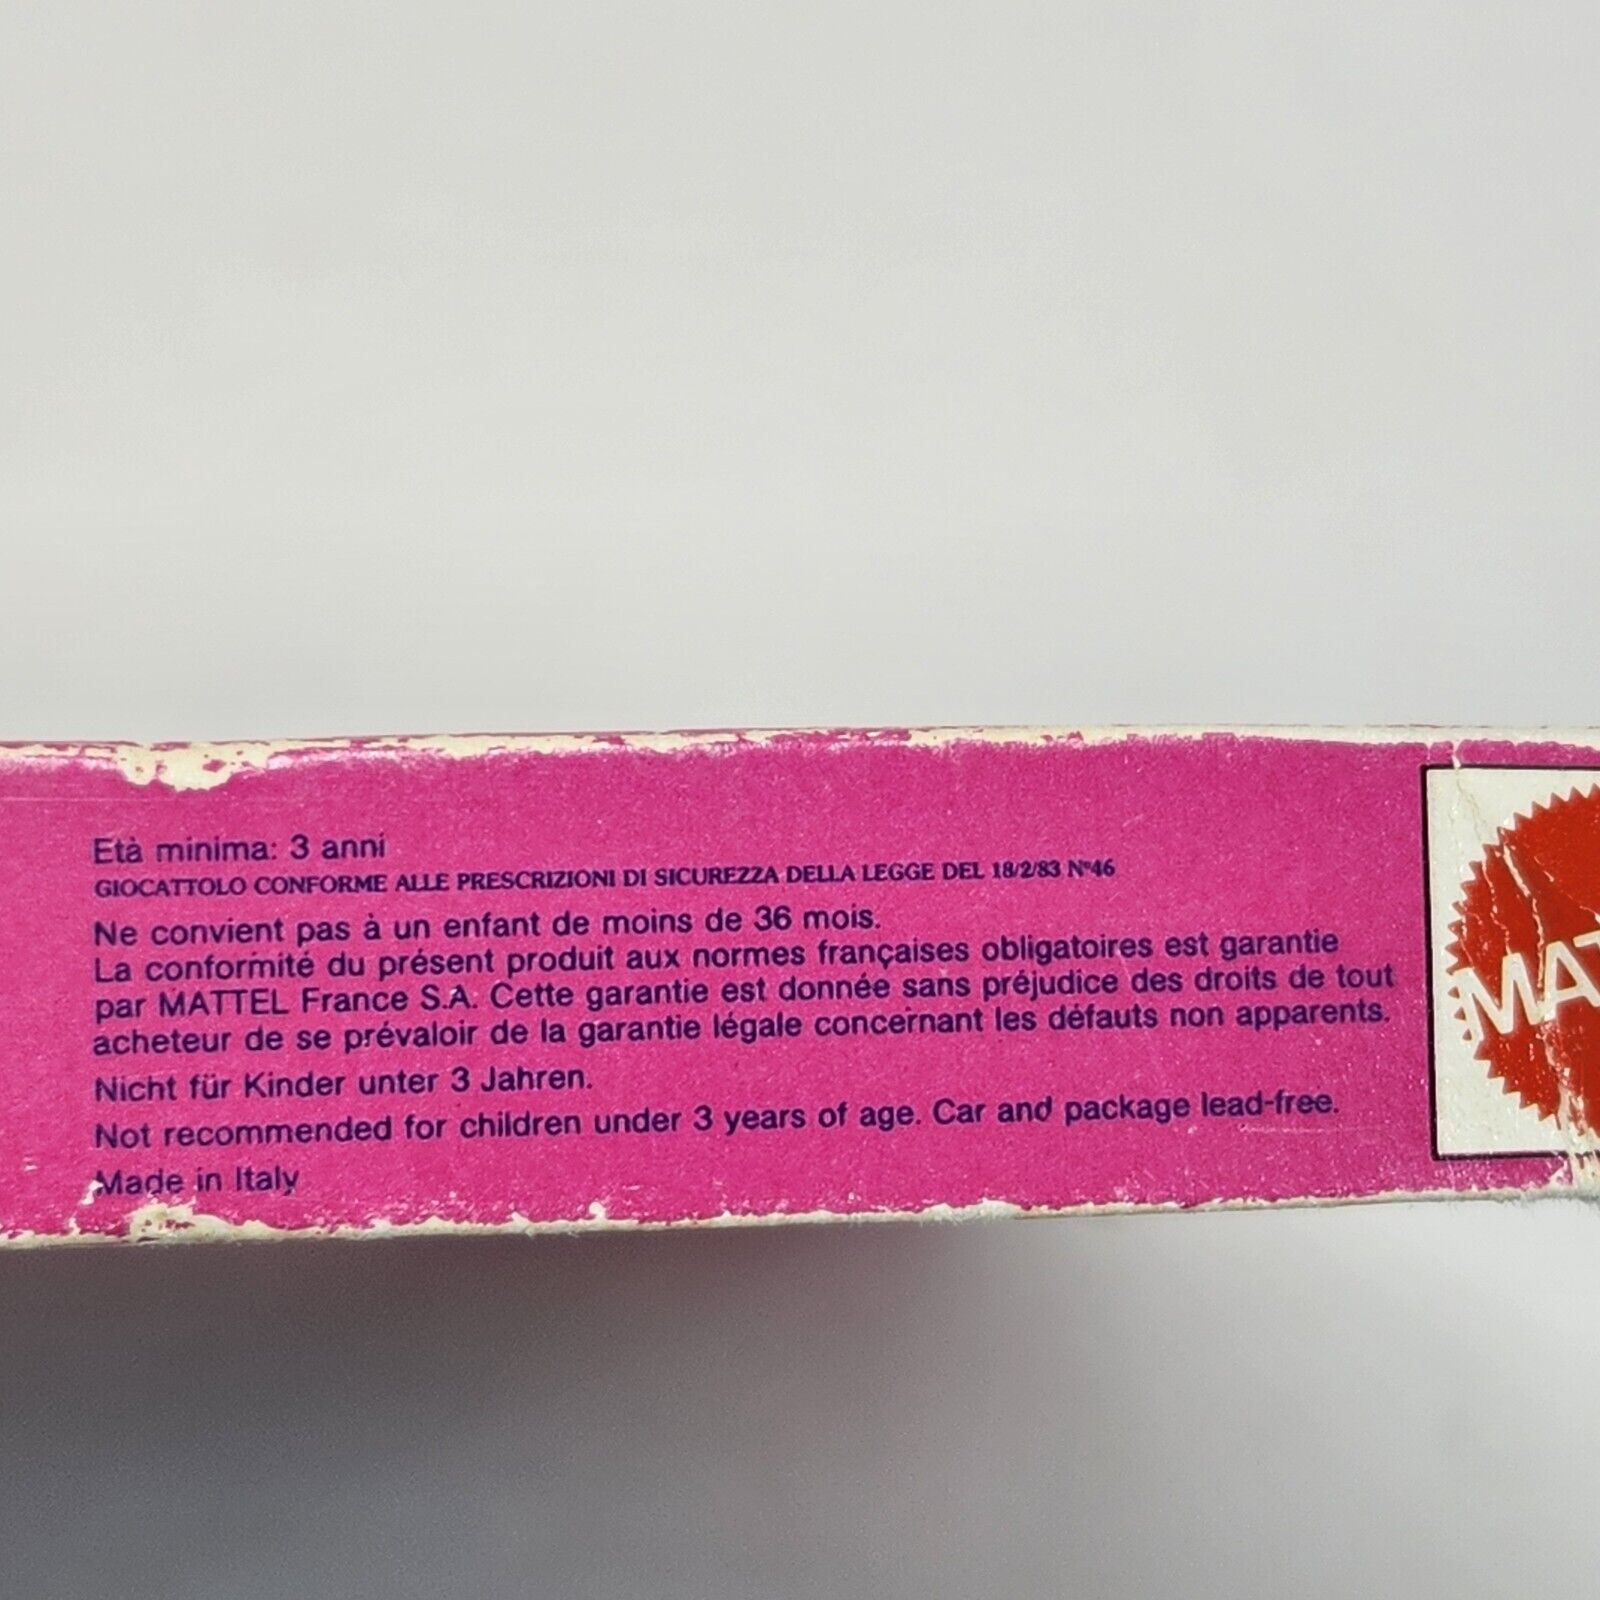 Età minima: 3 anni
GIOCATTOLO CONFORME ALLE PRESCRIZIONI DI SICUREZZA DELLA LEGGE DEL 18/2/83 N°46
Ne convient pas à un enfant de moins de 36 mois.
La conformité du présent produit aux normes françaises obligatoires est garantie
par MATTEL France S.A. Cette garantie est donnée sans préjudice des droits de tout
acheteur de se prévaloir de la garantie légale concernant les défauts non apparents.
Nicht für Kinder unter 3 Jahren.
Not recommended for children under 3 years of age. Car and package lead-free.
Made in Italy
MAT